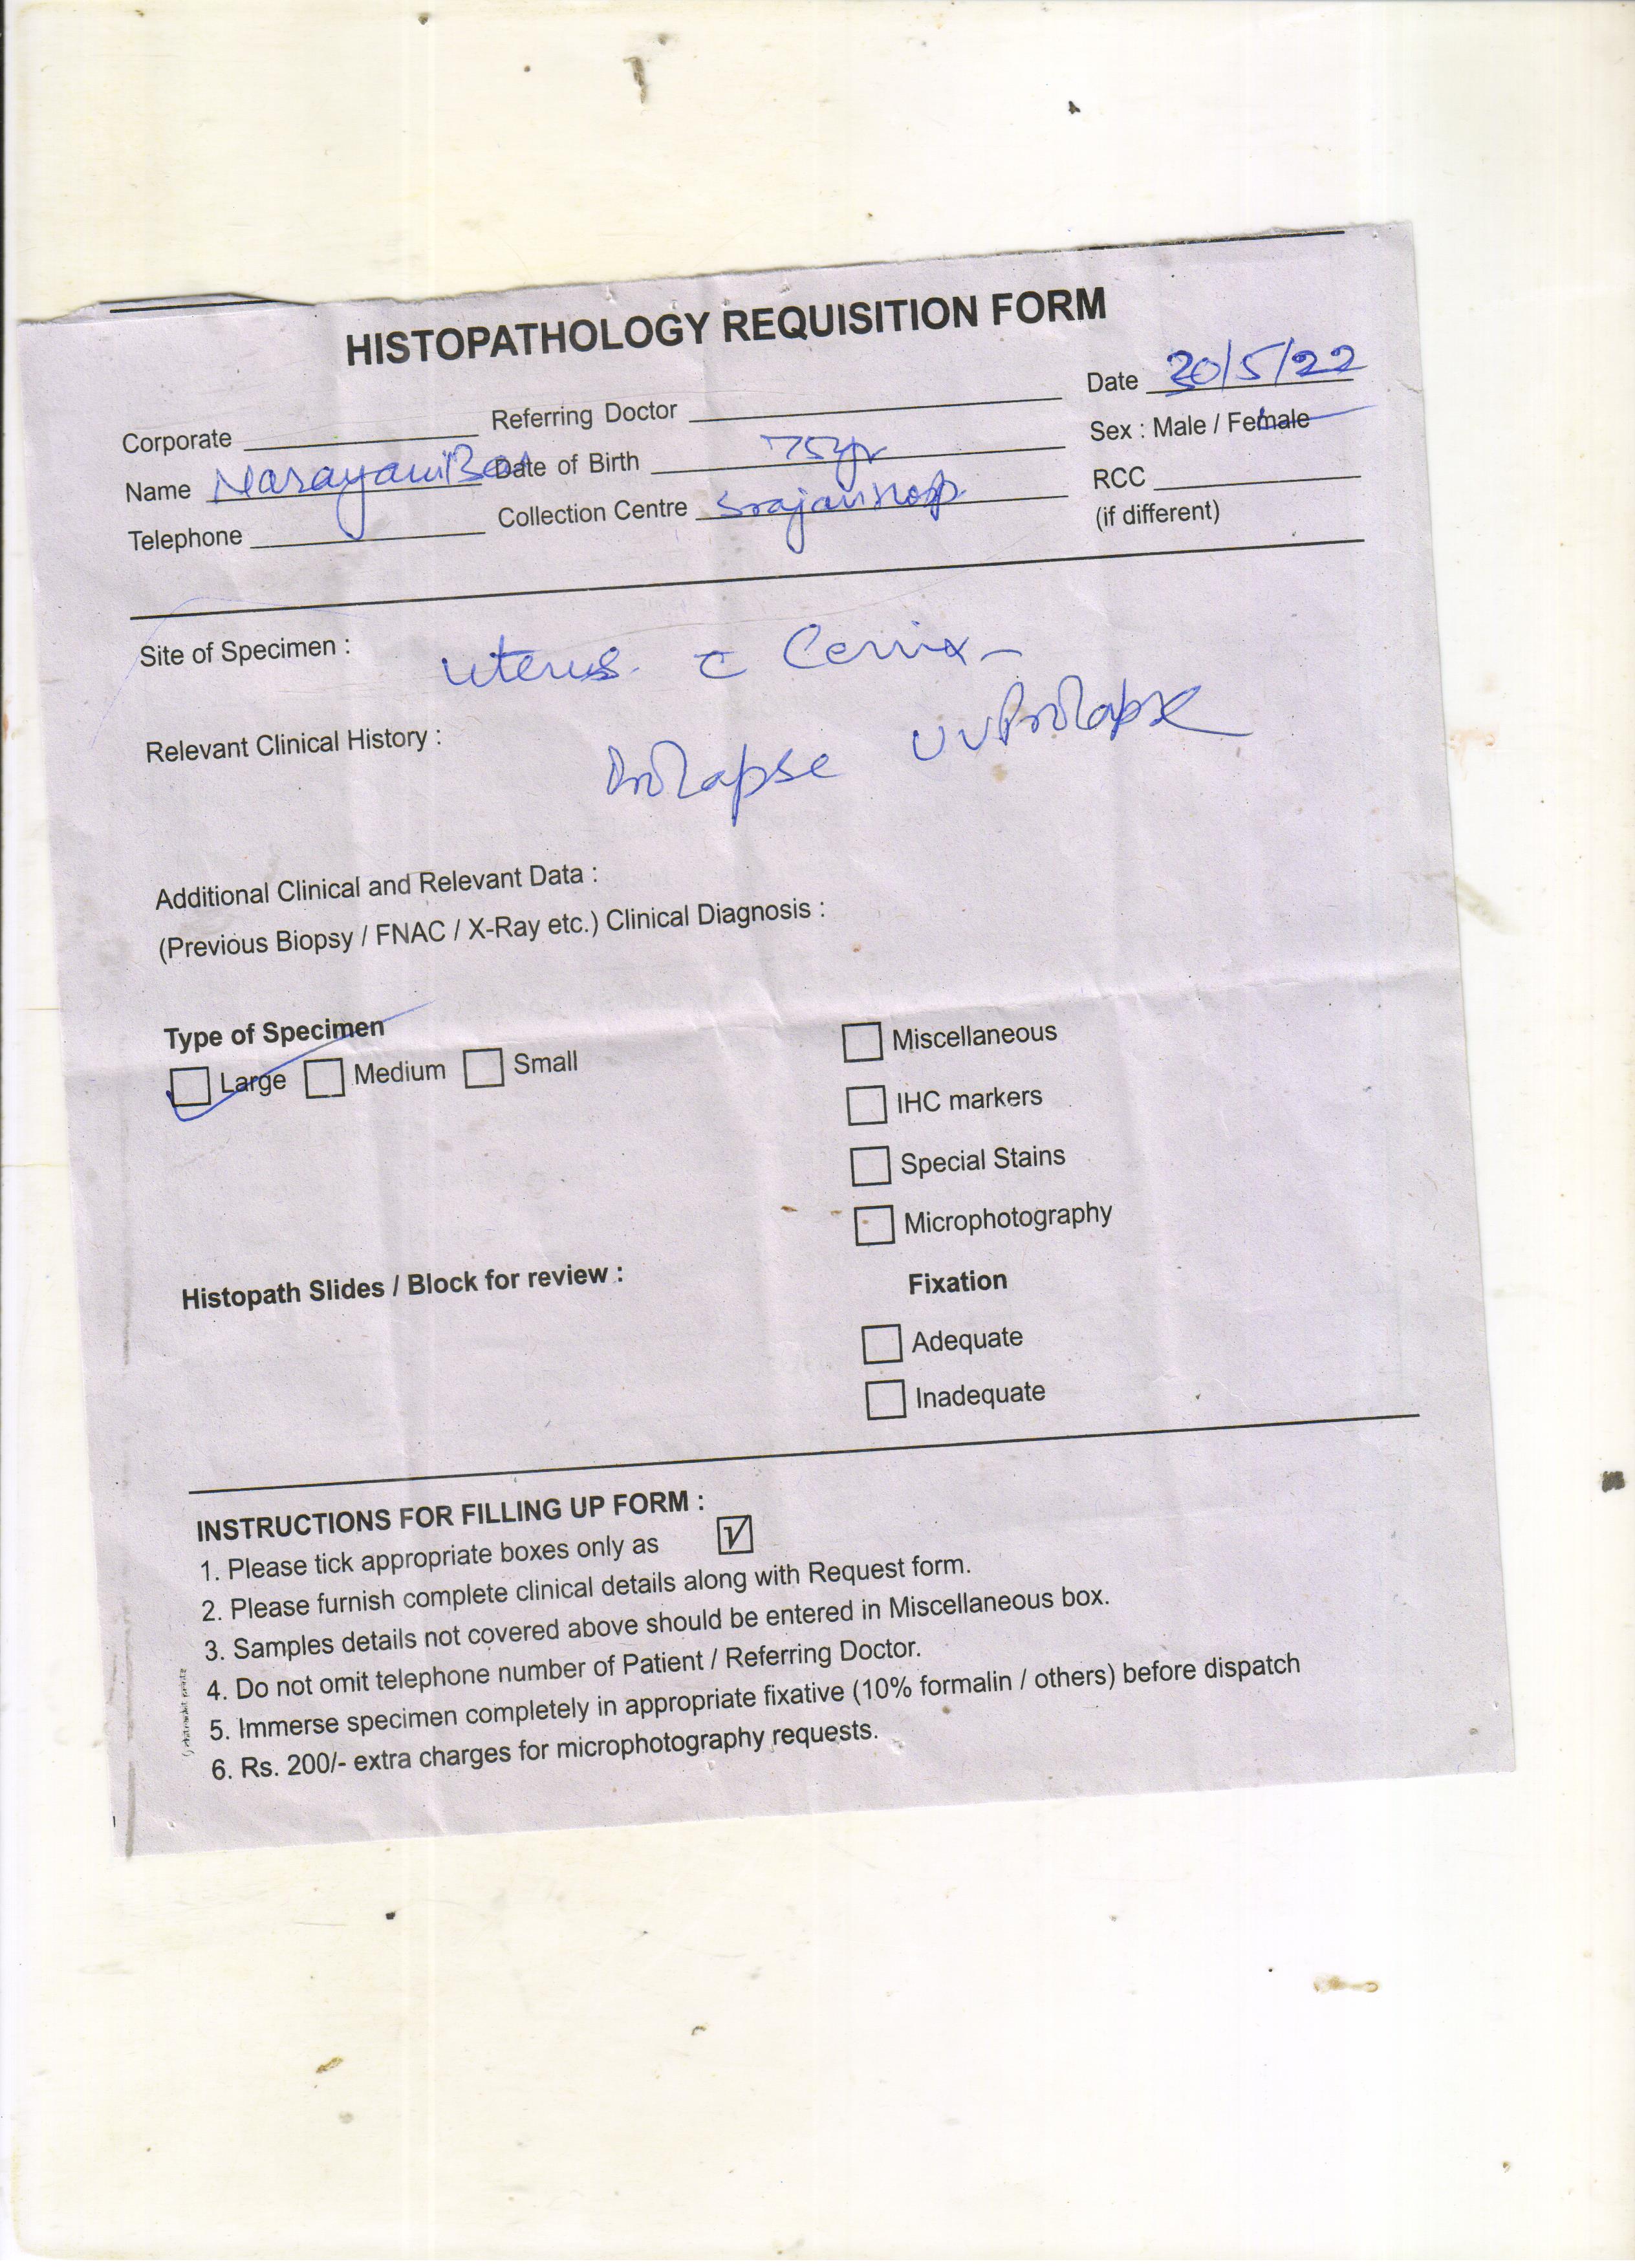 HISTOPATHOLOGY REQUISITION FORM
Corporate Referring Doctor Date 30/5/22
Name Narayani Bai Date of Birth 75yr Sex : Male / Female
Telephone Collection Centre Srajan Hosp. RCC
(if different)
Site of Specimen : uterus. c̄ Cervix -
Relevant Clinical History : Prolapse UV Prolapse
Additional Clinical and Relevant Data :
(Previous Biopsy / FNAC / X-Ray etc.) Clinical Diagnosis :
Type of Specimen
Large Medium Small
Miscellaneous
IHC markers
Special Stains
Microphotography
Histopath Slides / Block for review :
Fixation
Adequate
Inadequate
INSTRUCTIONS FOR FILLING UP FORM :
1. Please tick appropriate boxes only as √
2. Please furnish complete clinical details along with Request form.
3. Samples details not covered above should be entered in Miscellaneous box.
4. Do not omit telephone number of Patient / Referring Doctor.
5. Immerse specimen completely in appropriate fixative (10% formalin / others) before dispatch
6. Rs. 200/- extra charges for microphotography requests.